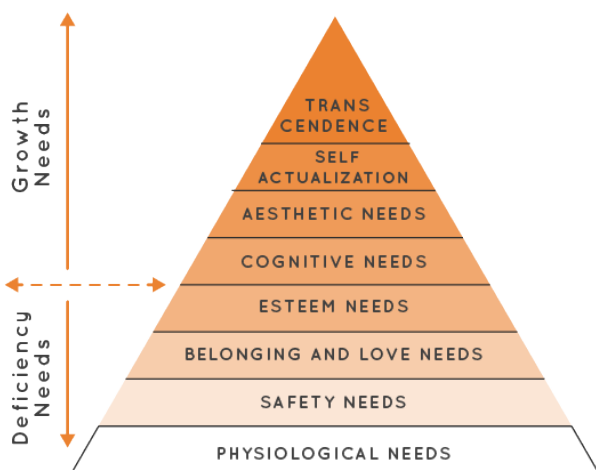 Growth
Needs
Deficiency
Needs
TRANS
CENDENCE
SELF
ACTUALIZATION
AESTHETIC NEEDS
COGNITIVE NEEDS
ESTEEM NEEDS
BELONGING AND LOVE NEEDS
SAFETY NEEDS
PHYSIOLOGICAL NEEDS